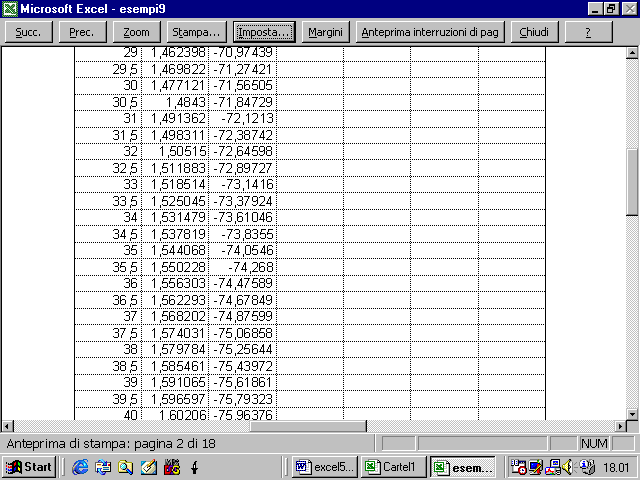 Microsoft Excel - esempi9
Succ. Prec. Zoom Stampa... Imposta... Margini Anteprima interruzioni di pag Chiudi ?
29 1,462398 -70,97439
29,5 1,469822 -71,27421
30 1,477121 -71,56505
30,5 1,4843 -71,84729
31 1,491362 -72,1213
31,5 1,498311 -72,38742
32 1,50515 -72,64598
32,5 1,511883 -72,89727
33 1,518514 -73,1416
33,5 1,525045 -73,37924
34 1,531479 -73,61046
34,5 1,537819 -73,8355
35 1,544068 -74,0546
35,5 1,550228 -74,268
36 1,556303 -74,47589
36,5 1,562293 -74,67849
37 1,568202 -74,87599
37,5 1,574031 -75,06858
38 1,579784 -75,25644
38,5 1,585461 -75,43972
39 1,591065 -75,61861
39,5 1,596597 -75,79323
40 1,60206 -75,96376
Anteprima di stampa: pagina 2 di 18 NUM
Start excel5... Cartel1 esem... 18.01